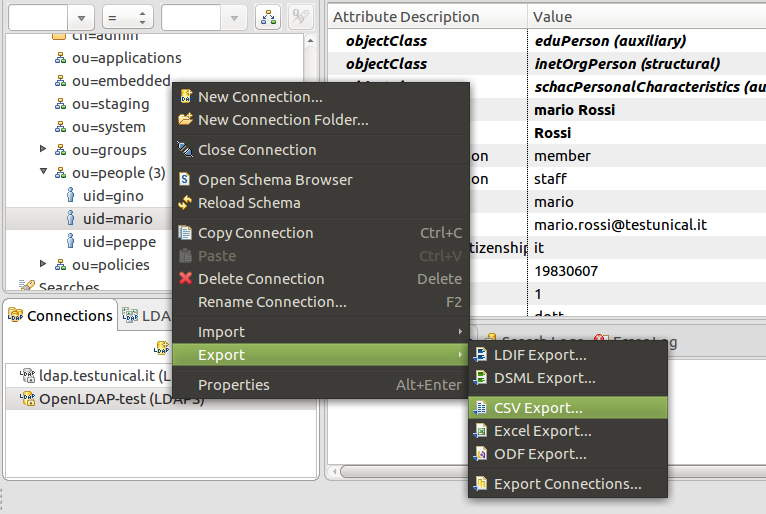 =
Attribute Description Value
cn=admin
ou=applications
ou=embedded
ou=staging
ou=system
ou=groups
ou=people (3)
uid=gino
uid=mario
uid=peppe
ou=policies
Searches
objectClass eduPerson (auxiliary)
objectClass inetOrgPerson (structural)
schacPersonalCharacteristics (au
mario Rossi
Rossi
on member
on staff
mario
mario.rossi@testunical.it
tizenship it
19830607
1
dott
New Connection...
New Connection Folder...
Close Connection
Open Schema Browser
Reload Schema
Copy Connection Ctrl+C
Paste Ctrl+V
Delete Connection Delete
Rename Connection... F2
Import
Export
Properties Alt+Enter
LDIF Export...
DSML Export...
CSV Export...
Excel Export...
ODF Export...
Export Connections...
Connections LDA
ldap.testunical.it (L
OpenLDAP-test (LDAPS)